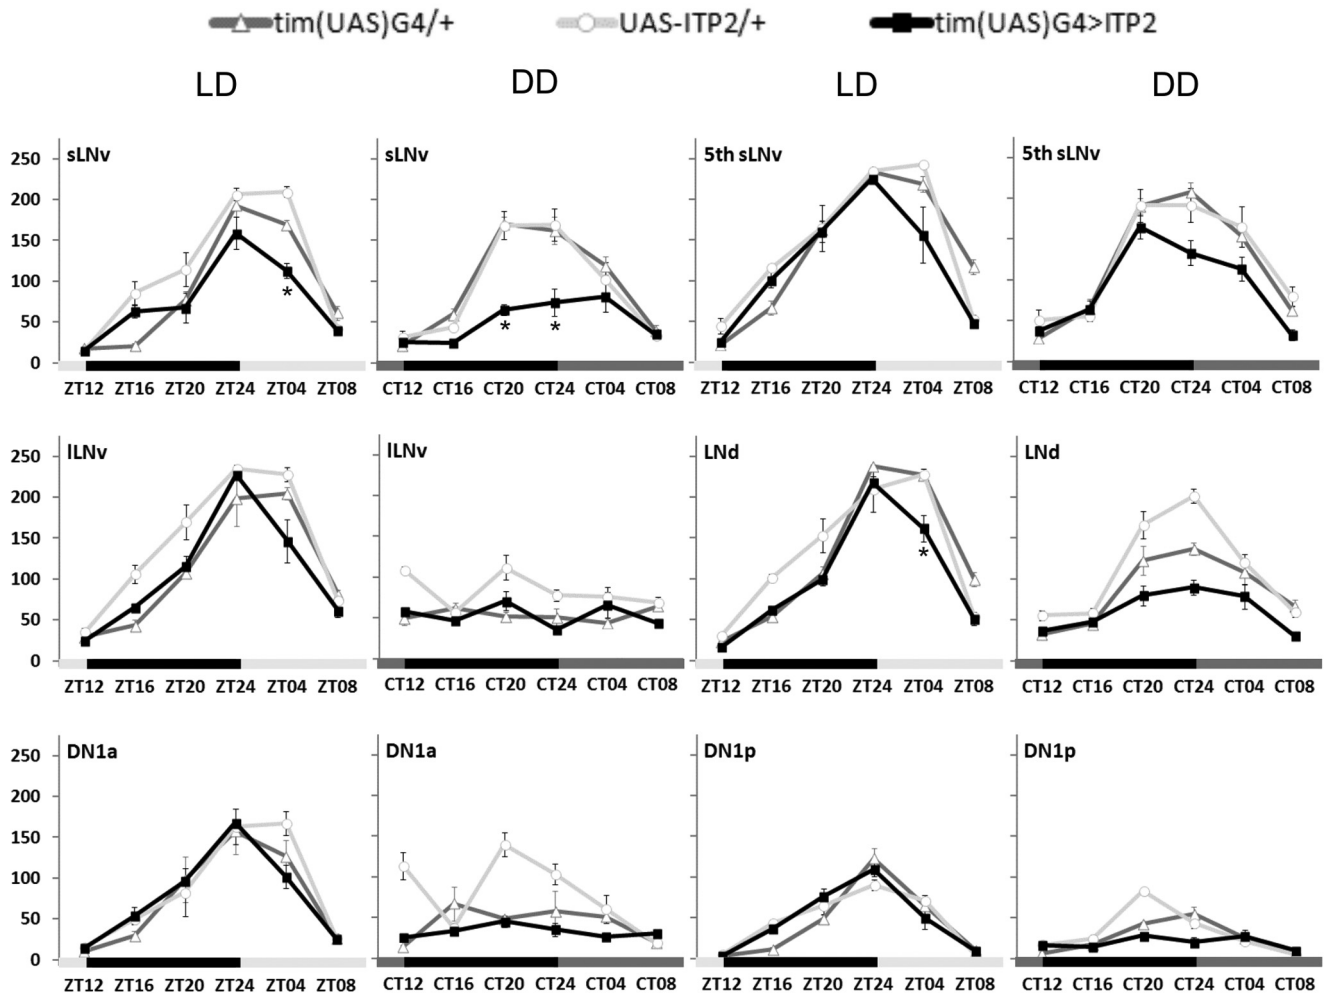 tim(UAS)G4/+ UAS-ITP2/+ tim(UAS)G4>ITP2
LD DD LD DD
sLNv sLNv 5th sLNv 5th sLNv
250
200
150
100
50
0
* * * 
ZT12 ZT16 ZT20 ZT24 ZT04 ZT08 CT12 CT16 CT20 CT24 CT04 CT08 ZT12 ZT16 ZT20 ZT24 ZT04 ZT08 CT12 CT16 CT20 CT24 CT04 CT08
lLNv lLNv LNd LNd
250
200
150
100
50
0
*
ZT12 ZT16 ZT20 ZT24 ZT04 ZT08 CT12 CT16 CT20 CT24 CT04 CT08 ZT12 ZT16 ZT20 ZT24 ZT04 ZT08 CT12 CT16 CT20 CT24 CT04 CT08
DN1a DN1a DN1p DN1p
250
200
150
100
50
0
ZT12 ZT16 ZT20 ZT24 ZT04 ZT08 CT12 CT16 CT20 CT24 CT04 CT08 ZT12 ZT16 ZT20 ZT24 ZT04 ZT08 CT12 CT16 CT20 CT24 CT04 CT08